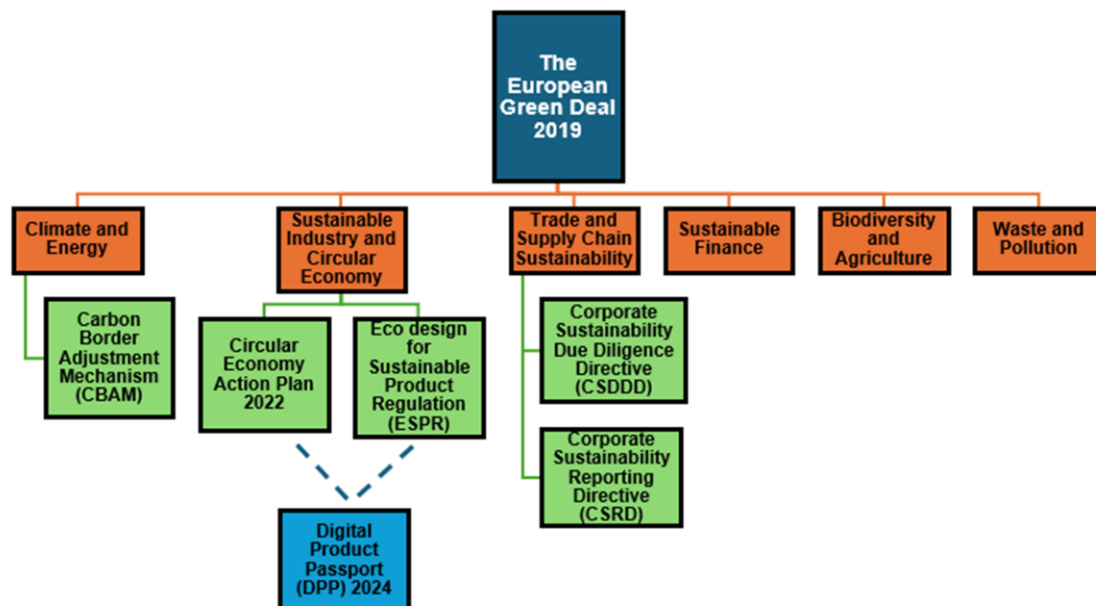 The
European
Green Deal
2019
Climate and
Energy
Sustainable
Industry and
Circular
Economy
Trade and
Supply Chain
Sustainability
Sustainable
Finance
Biodiversity
and
Agriculture
Waste and
Pollution
Carbon
Border
Adjustment
Mechanism
(CBAM)
Circular
Economy
Action Plan
2022
Eco design
for
Sustainable
Product
Regulation
(ESPR)
Corporate
Sustainability
Due Diligence
Directive
(CSDDD)
Corporate
Sustainability
Reporting
Directive
(CSRD)
Digital
Product
Passport
(DPP) 2024